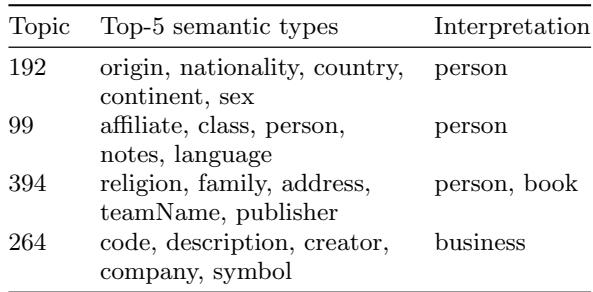 Topic Top-5 semantic types Interpretation
192 origin, nationality, country, person
continent, sex
99 affiliate, class, person, person
notes, language
394 religion, family, address, person, book
teamName, publisher
264 code, description, creator, business
company, symbol